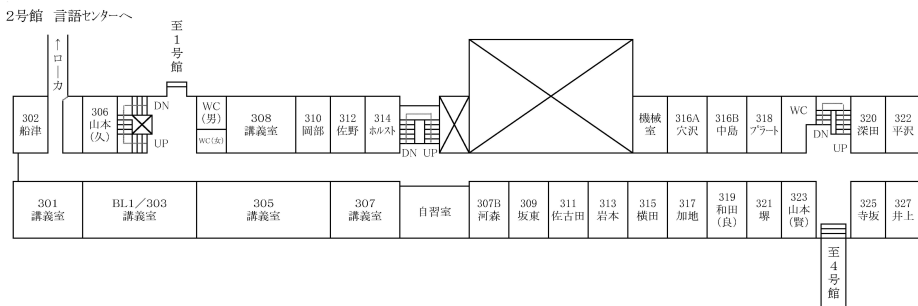 2号館 言語センターへ
↑ローカ
至1号館
302
船津
306
山本
(久)
DN
UP
WC
(男)
WC(女)
308
講義室
310
岡部
312
佐野
314
ホルスト
DN UP
機械
室
316A
穴沢
316B
中島
318
プラート
WC
DN
UP
320
深田
322
平沢
301
講義室
BL1/303
講義室
305
講義室
307
講義室
自習室
307B
河森
309
坂東
311
佐古田
313
岩本
315
横田
317
加地
319
和田
(良)
321
堺
323
山本
(賢)
325
寺坂
327
井上
至4号館